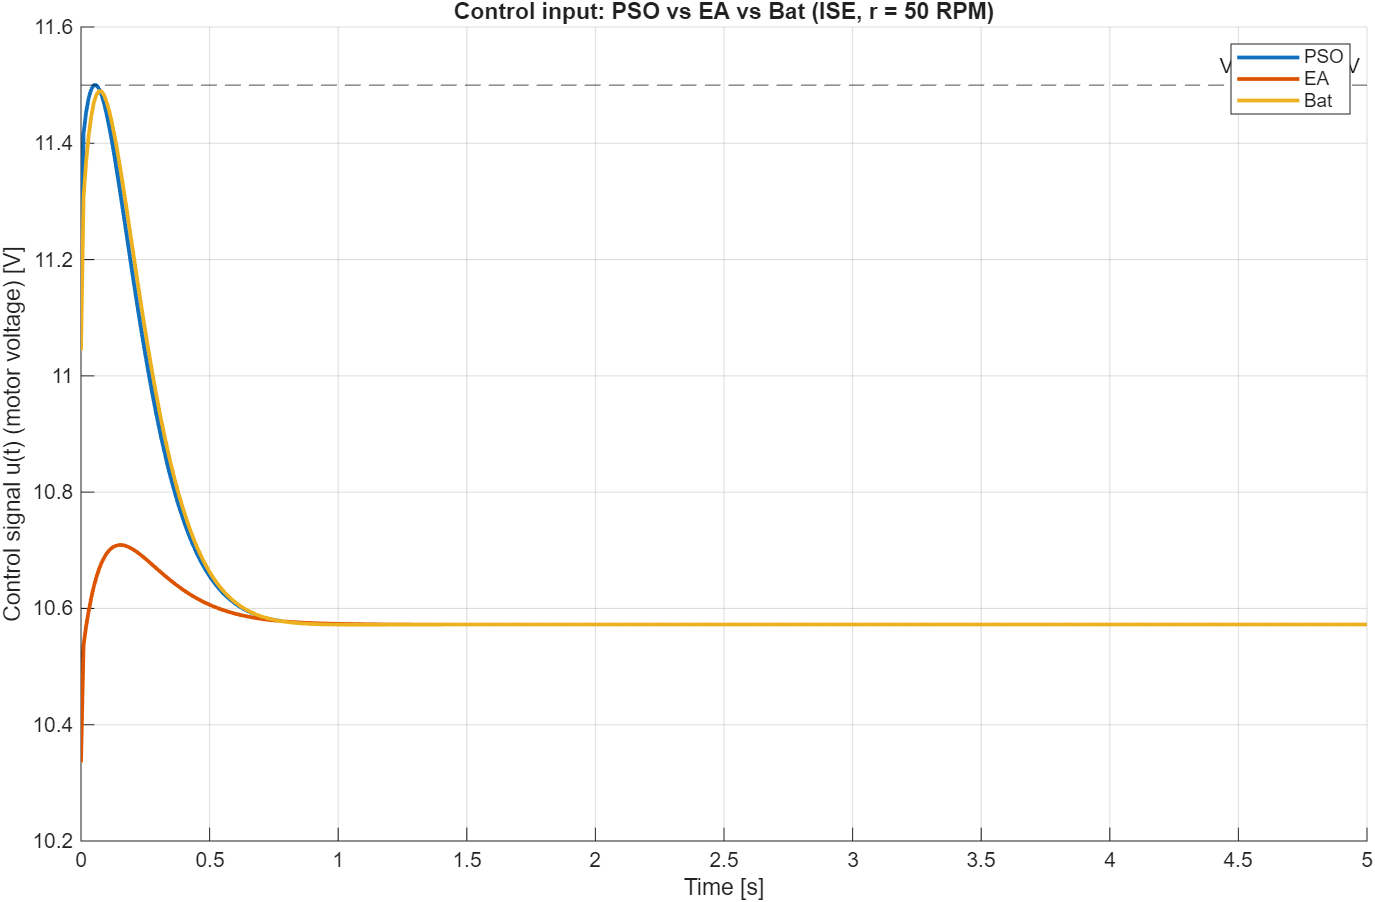 Control input: PSO vs EA vs Bat (ISE, r = 50 RPM)
Control signal u(t) (motor voltage) [V]
11.6
11.4
11.2
11
10.8
10.6
10.4
10.2
V
V
PSO
EA
Bat
0
0.5
1
1.5
2
2.5
3
3.5
4
4.5
5
Time [s]